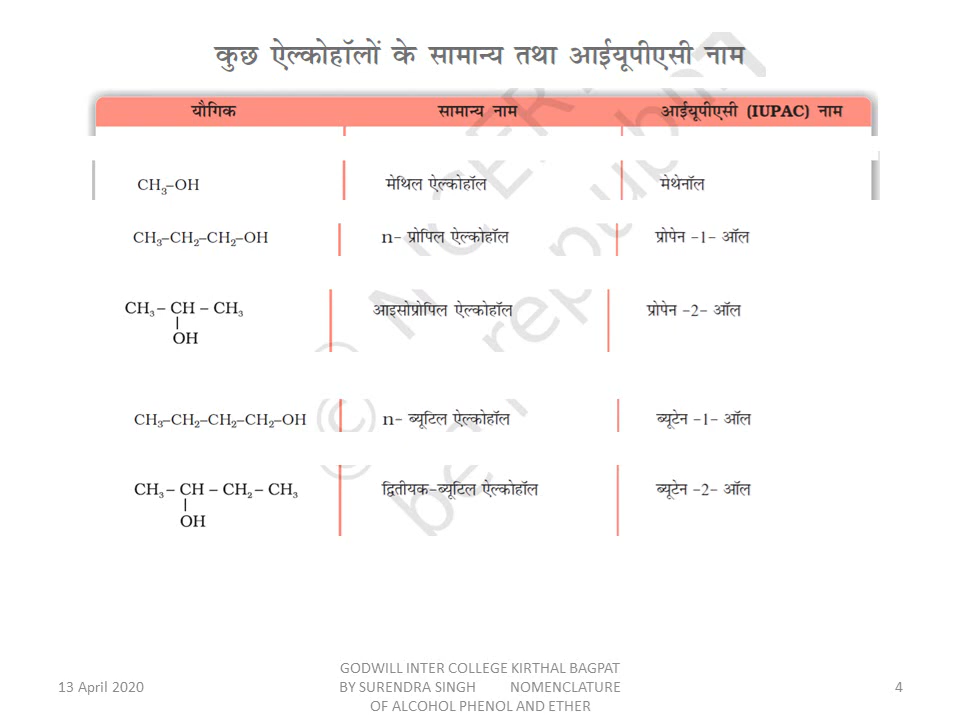 कुछ ऐल्कोहॉलों के सामान्य तथा आईयूपीएसी नाम
यौगिक सामान्य नाम आईयूपीएसी (IUPAC) नाम
CH₃–OH मेथिल ऐल्कोहॉल मेथेनॉल
CH₃–CH₂–CH₂–OH n- प्रोपिल ऐल्कोहॉल प्रोपेन -1- ऑल
CH₃ – CH – CH₃ आइसोप्रोपिल ऐल्कोहॉल प्रोपेन -2- ऑल
OH
CH₃–CH₂–CH₂–CH₂–OH n- ब्यूटिल ऐल्कोहॉल ब्यूटेन -1- ऑल
CH₃ – CH – CH₂ – CH₃ द्वितीयक-ब्यूटिल ऐल्कोहॉल ब्यूटेन -2- ऑल
OH
© NCERT
©
be republ
13 April 2020
GODWILL INTER COLLEGE KIRTHAL BAGPAT
BY SURENDRA SINGH NOMENCLATURE
OF ALCOHOL PHENOL AND ETHER
4